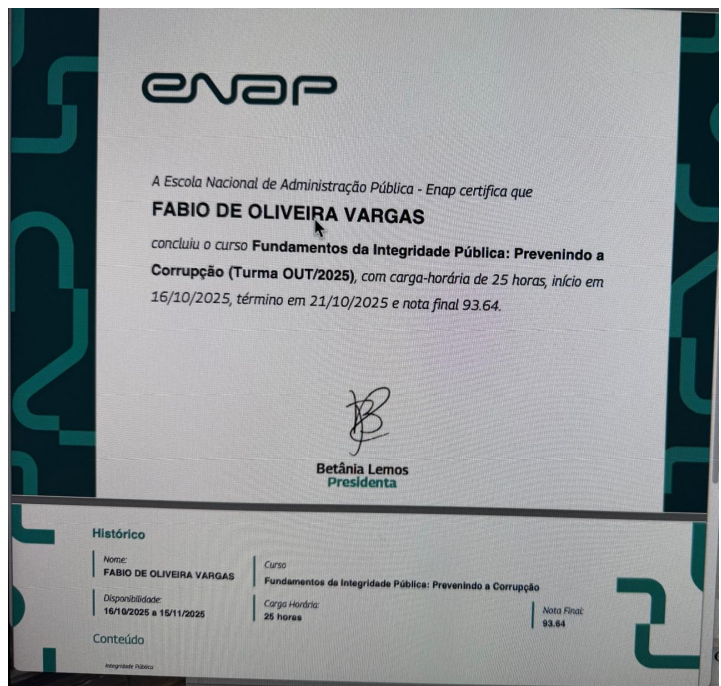 enap
A Escola Nacional de Administração Pública - Enap certifica que
FABIO DE OLIVEIRA VARGAS
concluiu o curso Fundamentos da Integridade Pública: Prevenindo a
Corrupção (Turma OUT/2025), com carga-horária de 25 horas, início em
16/10/2025, término em 21/10/2025 e nota final 93.64.
Betânia Lemos
Presidenta
Histórico
Nome:
FABIO DE OLIVEIRA VARGAS
Curso
Fundamentos da Integridade Pública: Prevenindo a Corrupção
Disponibilidade:
16/10/2025 a 15/11/2025
Carga Horária:
25 horas
Nota Final:
93.64
Conteúdo
Integridade Pública